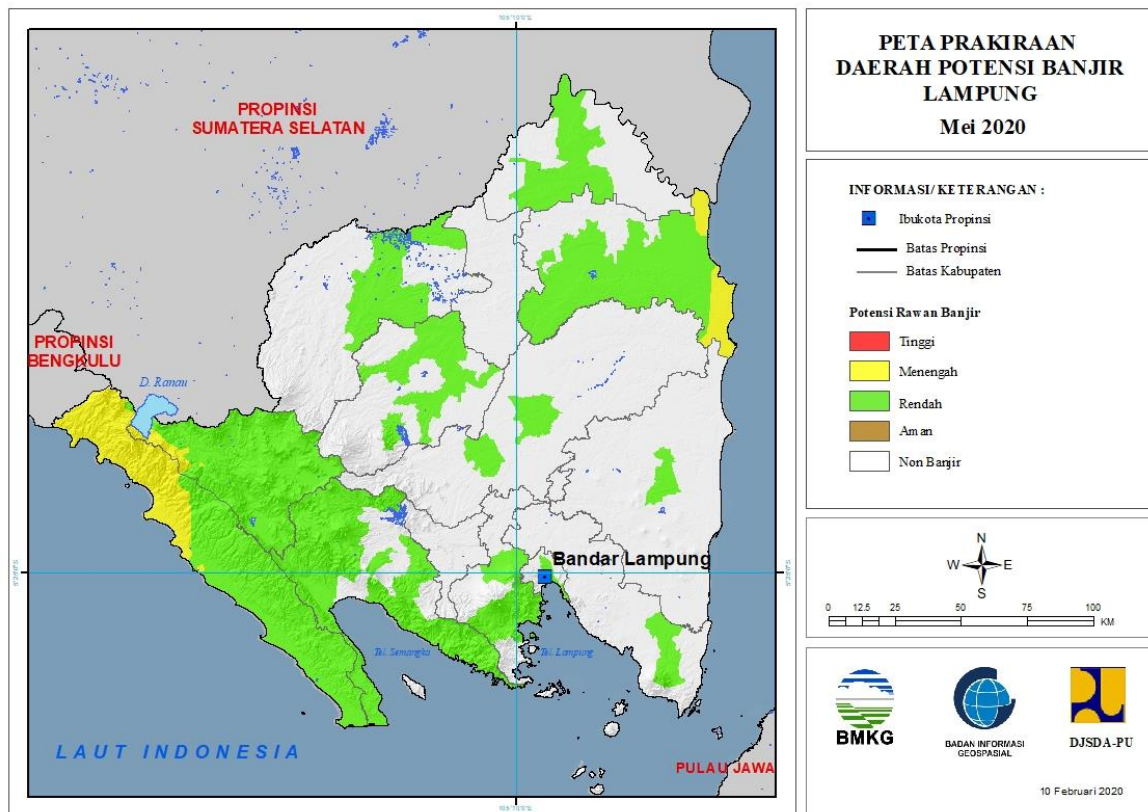 PETA PRAKIRAAN
DAERAH POTENSI BANJIR
LAMPUNG
Mei 2020
PROPINSI
SUMATERA SELATAN
PROPINSI
BENGKULU
D. Ranau
Bandar Lampung
Tel. Semangko
Tel. Lampung
LAUT INDONESIA
PULAU JAWA
INFORMASI/KETERANGAN :
Ibukota Propinsi
Batas Propinsi
Batas Kabupaten
Potensi Rawan Banjir
Tinggi
Menengah
Rendah
Aman
Non Banjir
N
W E
S
0 12.5 25 50 75 100
KM
BMKG
BADAN INFORMASI
GEOSPASIAL
DJSDA-PU
10 Februari 2020